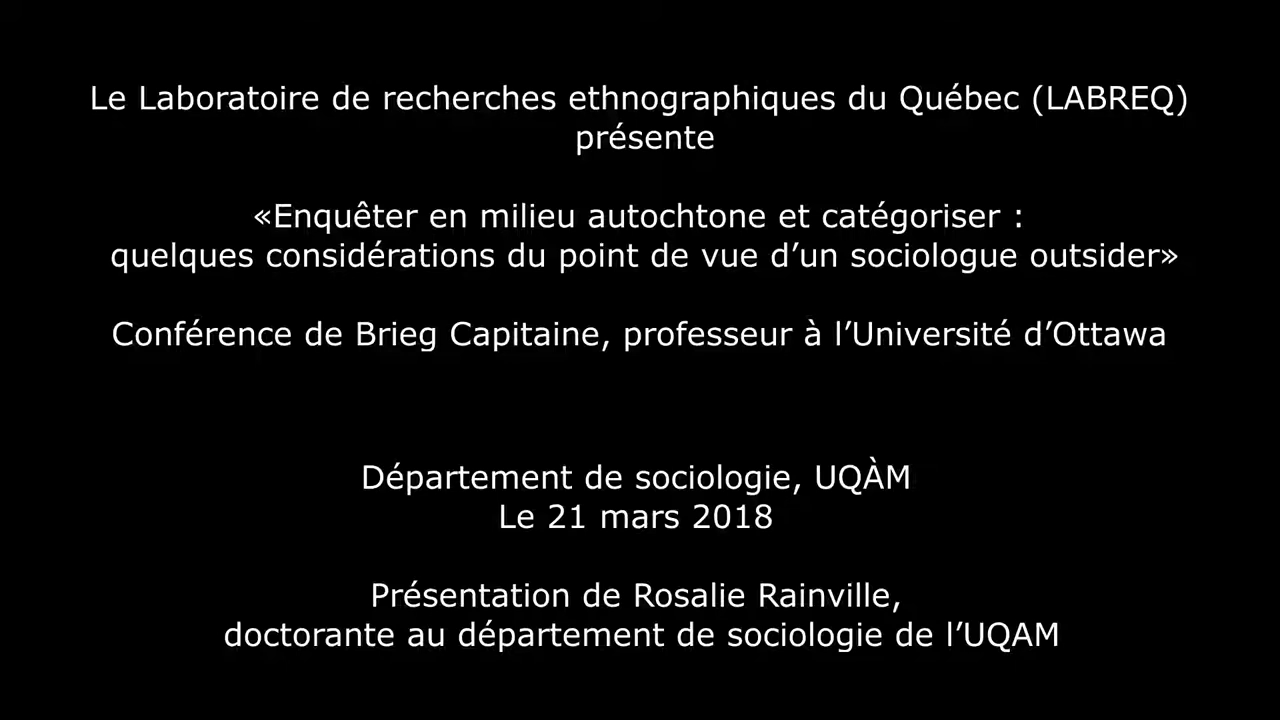 Le Laboratoire de recherches ethnographiques du Québec (LABREQ)
présente
«Enquêter en milieu autochtone et catégoriser :
quelques considérations du point de vue d’un sociologue outsider»
Conférence de Brieg Capitaine, professeur à l’Université d’Ottawa
Département de sociologie, UQÀM
Le 21 mars 2018
Présentation de Rosalie Rainville,
doctorante au département de sociologie de l’UQAM